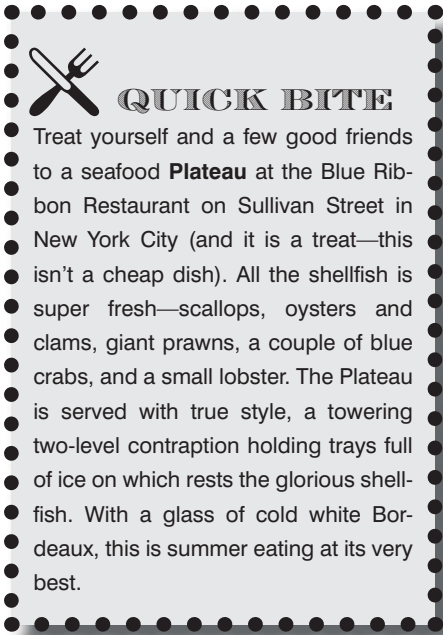 QUICK BITE
Treat yourself and a few good friends
to a seafood Plateau at the Blue Rib-
bon Restaurant on Sullivan Street in
New York City (and it is a treat—this
isn't a cheap dish). All the shellfish is
super fresh—scallops, oysters and
clams, giant prawns, a couple of blue
crabs, and a small lobster. The Plateau
is served with true style, a towering
two-level contraption holding trays full
of ice on which rests the glorious shell-
fish. With a glass of cold white Bor-
deaux, this is summer eating at its very
best.